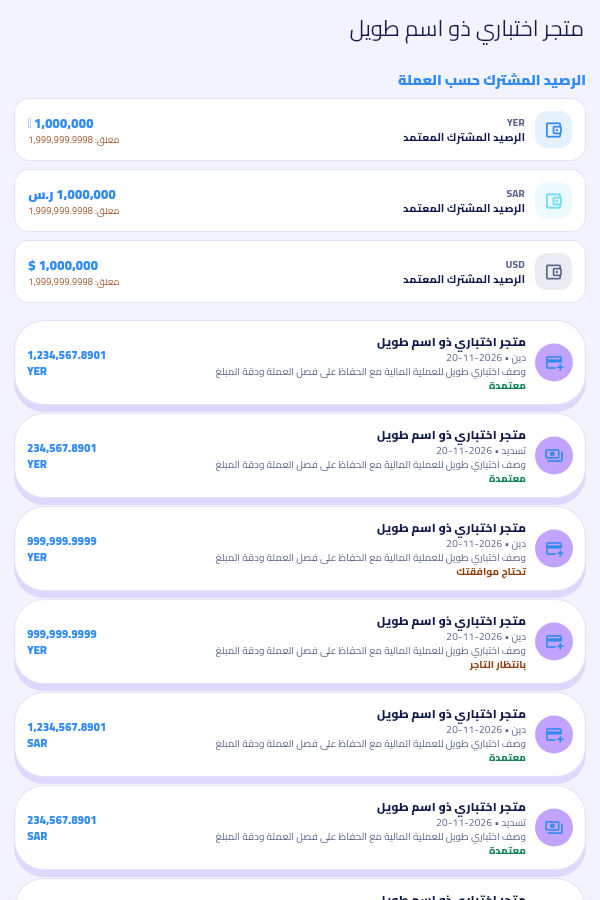 متجر اختباري ذو اسم طويل
الرصيد المشترك حسب العملة
YER
الرصيد المشترك المعتمد
1,000,000
معلق: 1,999,999.9998
SAR
الرصيد المشترك المعتمد
1,000,000 ر.س
معلق: 1,999,999.9998
USD
الرصيد المشترك المعتمد
$ 1,000,000
معلق: 1,999,999.9998
متجر اختباري ذو اسم طويل
دين • 2026-11-20
وصف اختباري طويل للعملية المالية مع الحفاظ على فصل العملة ودقة المبلغ
معتمدة
1,234,567.8901
YER
متجر اختباري ذو اسم طويل
تسديد • 2026-11-20
وصف اختباري طويل للعملية المالية مع الحفاظ على فصل العملة ودقة المبلغ
معتمدة
234,567.8901
YER
متجر اختباري ذو اسم طويل
دين • 2026-11-20
وصف اختباري طويل للعملية المالية مع الحفاظ على فصل العملة ودقة المبلغ
تحتاج موافقتك
999,999.9999
YER
متجر اختباري ذو اسم طويل
دين • 2026-11-20
وصف اختباري طويل للعملية المالية مع الحفاظ على فصل العملة ودقة المبلغ
بانتظار التاجر
999,999.9999
YER
متجر اختباري ذو اسم طويل
دين • 2026-11-20
وصف اختباري طويل للعملية المالية مع الحفاظ على فصل العملة ودقة المبلغ
معتمدة
1,234,567.8901
SAR
متجر اختباري ذو اسم طويل
تسديد • 2026-11-20
وصف اختباري طويل للعملية المالية مع الحفاظ على فصل العملة ودقة المبلغ
معتمدة
234,567.8901
SAR